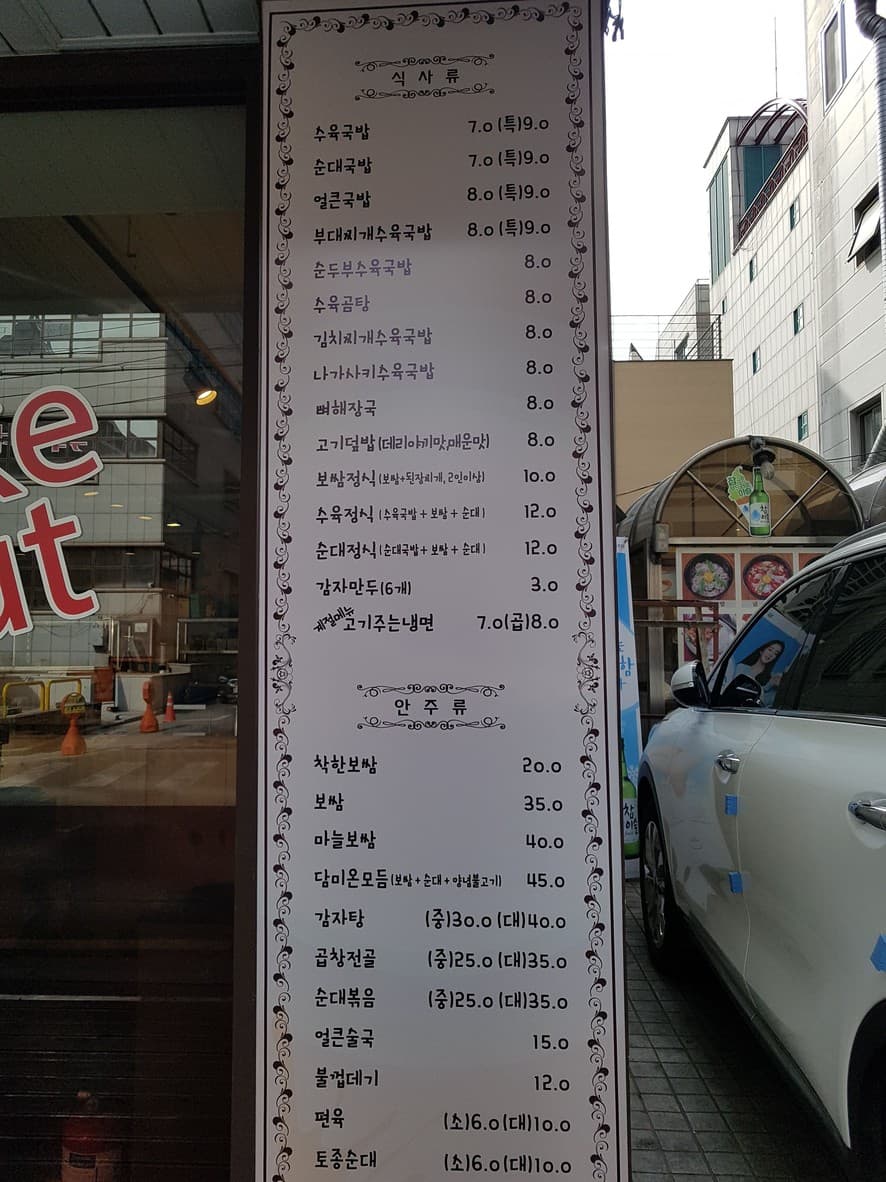 식사류
수육국밥 7.0 (특)9.0
순대국밥 7.0 (특)9.0
얼큰국밥 8.0 (특)9.0
부대찌개수육국밥 8.0 (특)9.0
순두부수육국밥 8.0
수육곰탕 8.0
김치찌개수육국밥 8.0
나가사키수육국밥 8.0
뼈해장국 8.0
고기덮밥(데리야키맛,매운맛) 8.0
보쌈정식(보쌈+된장찌개, 2인이상) 10.0
수육정식(수육국밥+보쌈+순대) 12.0
순대정식(순대국밥+보쌈+순대) 12.0
감자만두(6개) 3.0
계절메뉴 고기주는냉면 7.0(곱)8.0
안주류
착한보쌈 20.0
보쌈 35.0
마늘보쌈 40.0
담미온모듬(보쌈+순대+양념불고기) 45.0
감자탕 (중)30.0 (대)40.0
곱창전골 (중)25.0 (대)35.0
순대볶음 (중)25.0 (대)35.0
얼큰술국 15.0
불껍데기 12.0
편육 (소)6.0(대)10.0
토종순대 (소)6.0(대)10.0
참이슬